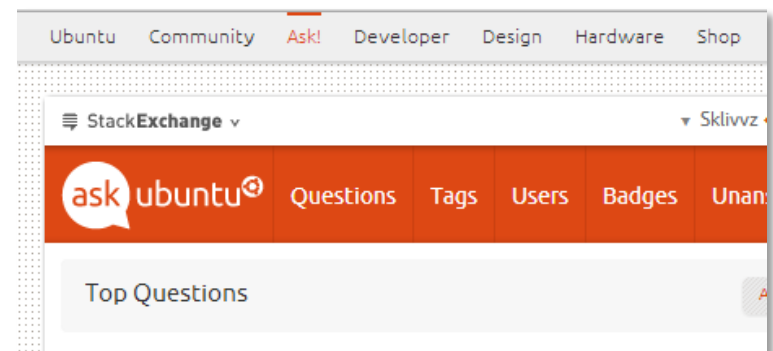 Ubuntu Community Ask! Developer Design Hardware Shop
StackExchange Sklivvz
ask ubuntu Questions Tags Users Badges
Top Questions